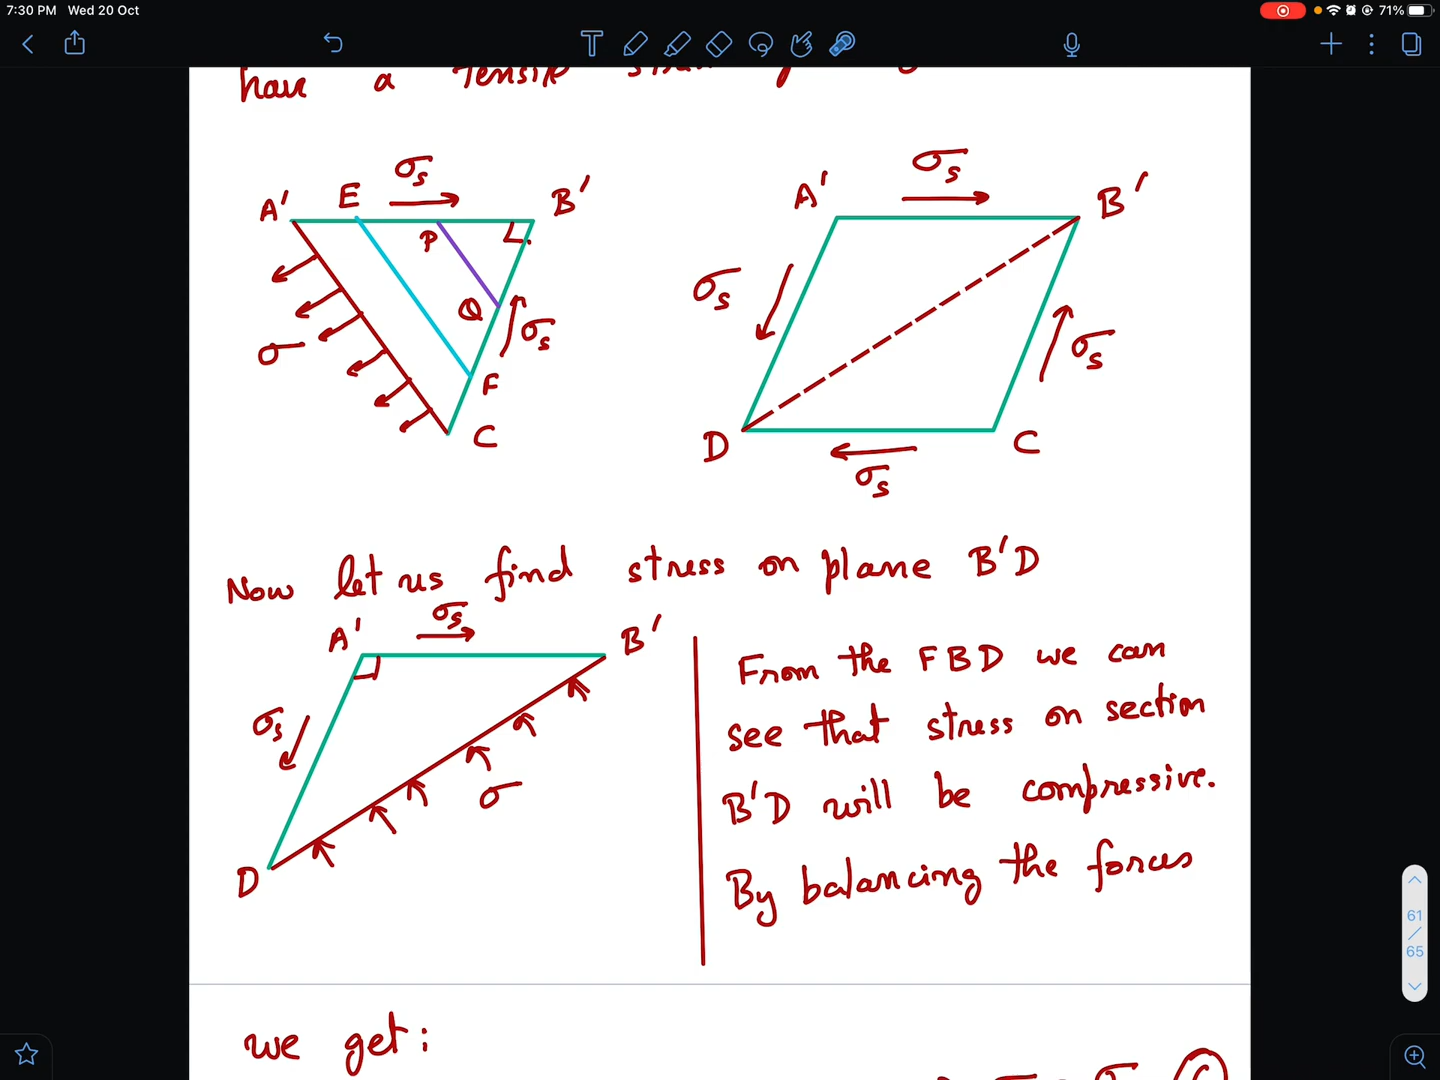 7:30 PM Wed 20 Oct
71%
have a Tensile
σs
A' E B'
P
Q
σs
σ
F
C
σs
A' B'
σs
σs
D C
σs
Now let us find stress on plane B'D
σs
A' B'
σs
σ
D
From the FBD we can
see that stress on section
B'D will be compressive.
By balancing the forces
61
/
65
we get: